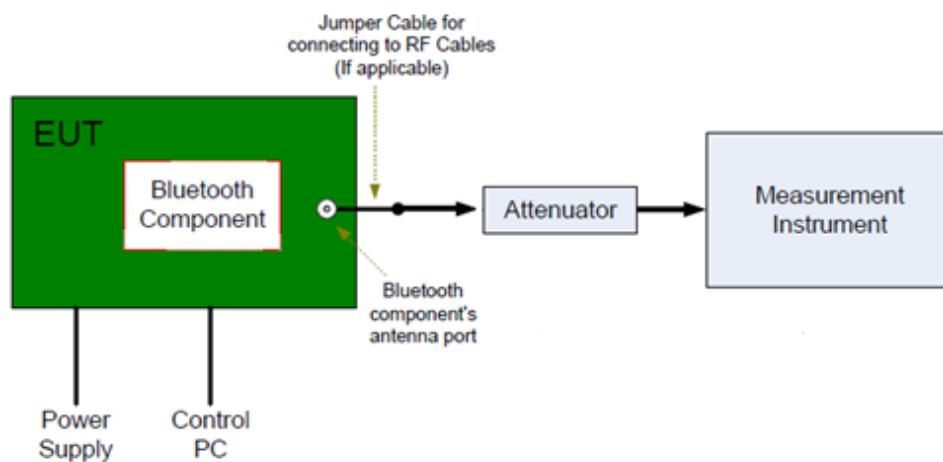 Jumper Cable for
connecting to RF Cables
(If applicable)
EUT
Bluetooth
Component
Attenuator
Measurement
Instrument
Bluetooth
component's
antenna port
Power
Supply
Control
PC